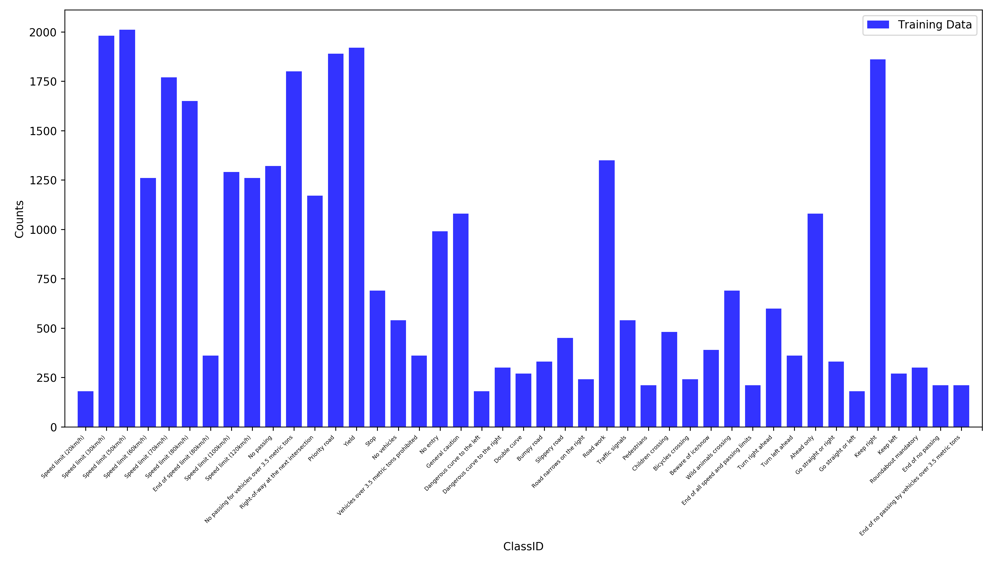 Training Data
Counts
2000
1750
1500
1250
1000
750
500
250
0
Speed limit (20km/h)
Speed limit (30km/h)
Speed limit (50km/h)
Speed limit (60km/h)
Speed limit (70km/h)
Speed limit (80km/h)
End of speed limit (80km/h)
Speed limit (100km/h)
Speed limit (120km/h)
No passing
No passing for vehicles over 3.5 metric tons
Right-of-way at the next intersection
Priority road
Yield
Stop
No vehicles
Vehicles over 3.5 metric tons prohibited
No entry
General caution
Dangerous curve to the left
Dangerous curve to the right
Double curve
Bumpy road
Slippery road
Road narrows on the right
Road work
Traffic signals
Pedestrians
Children crossing
Bicycles crossing
Beware of ice/snow
Wild animals crossing
End of all speed and passing limits
Turn right ahead
Turn left ahead
Ahead only
Go straight or right
Go straight or left
Keep right
Keep left
Roundabout mandatory
End of no passing
End of no passing by vehicles over 3.5 metric tons
ClassID